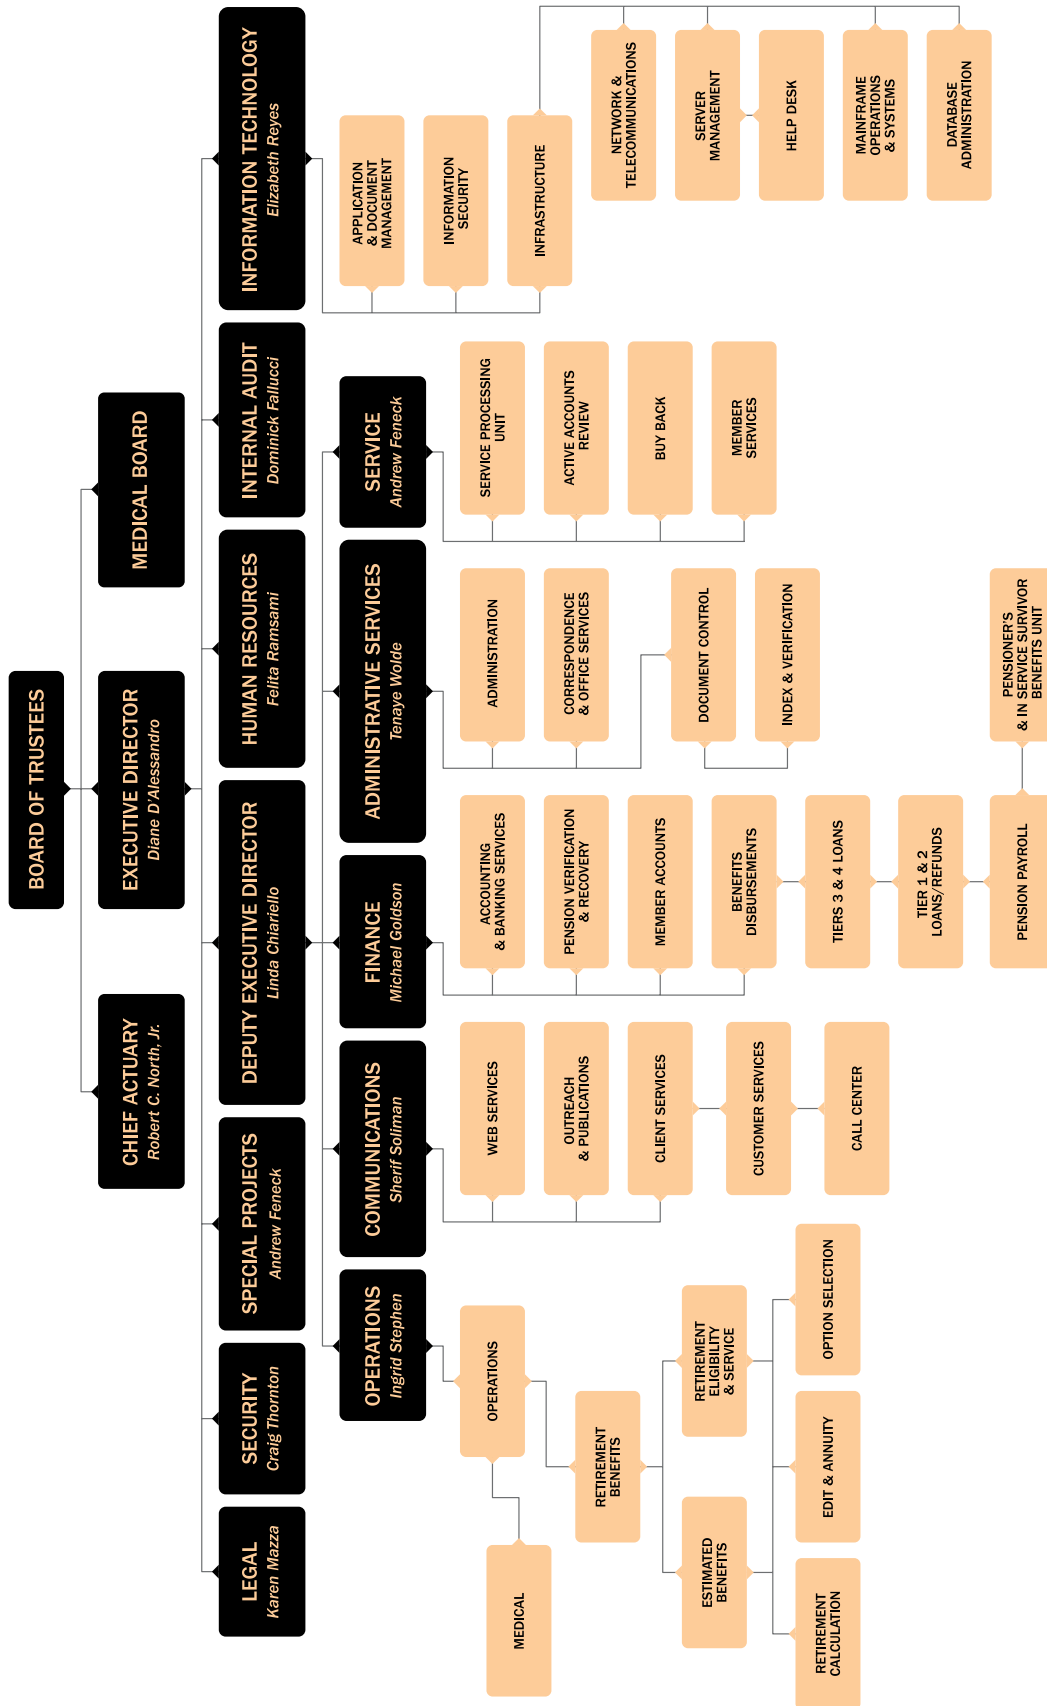 BOARD OF TRUSTEES
CHIEF ACTUARY
Robert C. North, Jr.
EXECUTIVE DIRECTOR
Diane D'Alessandro
MEDICAL BOARD
LEGAL
Karen Mazza
SECURITY
Craig Thornton
SPECIAL PROJECTS
Andrew Feneck
DEPUTY EXECUTIVE DIRECTOR
Linda Chiariello
HUMAN RESOURCES
Felita Ramsami
INTERNAL AUDIT
Dominick Fallucci
INFORMATION TECHNOLOGY
Elizabeth Reyes
OPERATIONS
Ingrid Stephen
COMMUNICATIONS
Sherif Soliman
FINANCE
Michael Goldson
ADMINISTRATIVE SERVICES
Tenaye Wolde
SERVICE
Andrew Feneck
OPERATIONS
MEDICAL
RETIREMENT
BENEFITS
ESTIMATED
BENEFITS
RETIREMENT
ELIGIBILITY
& SERVICE
RETIREMENT
CALCULATION
EDIT & ANNUITY
OPTION SELECTION
WEB SERVICES
OUTREACH
& PUBLICATIONS
CLIENT SERVICES
CUSTOMER SERVICES
CALL CENTER
ACCOUNTING
& BANKING SERVICES
PENSION VERIFICATION
& RECOVERY
MEMBER ACCOUNTS
BENEFITS
DISBURSEMENTS
TIERS 3 & 4 LOANS
TIER 1 & 2
LOANS/REFUNDS
PENSION PAYROLL
PENSIONER'S
& IN SERVICE SURVIVOR
BENEFITS UNIT
ADMINISTRATION
CORRESPONDENCE
& OFFICE SERVICES
DOCUMENT CONTROL
INDEX & VERIFICATION
SERVICE PROCESSING
UNIT
ACTIVE ACCOUNTS
REVIEW
BUY BACK
MEMBER
SERVICES
APPLICATION
& DOCUMENT
MANAGEMENT
INFORMATION
SECURITY
INFRASTRUCTURE
NETWORK &
TELECOMMUNICATIONS
SERVER
MANAGEMENT
HELP DESK
MAINFRAME
OPERATIONS
& SYSTEMS
DATABASE
ADMINISTRATION